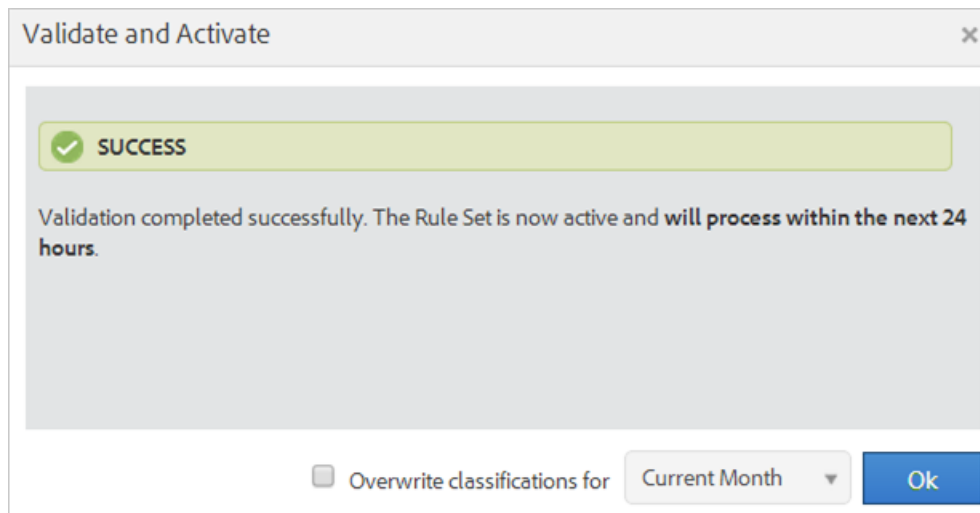 Validate and Activate
SUCCESS
Validation completed successfully. The Rule Set is now active and will process within the next 24
hours.
Overwrite classifications for
Current Month
Ok